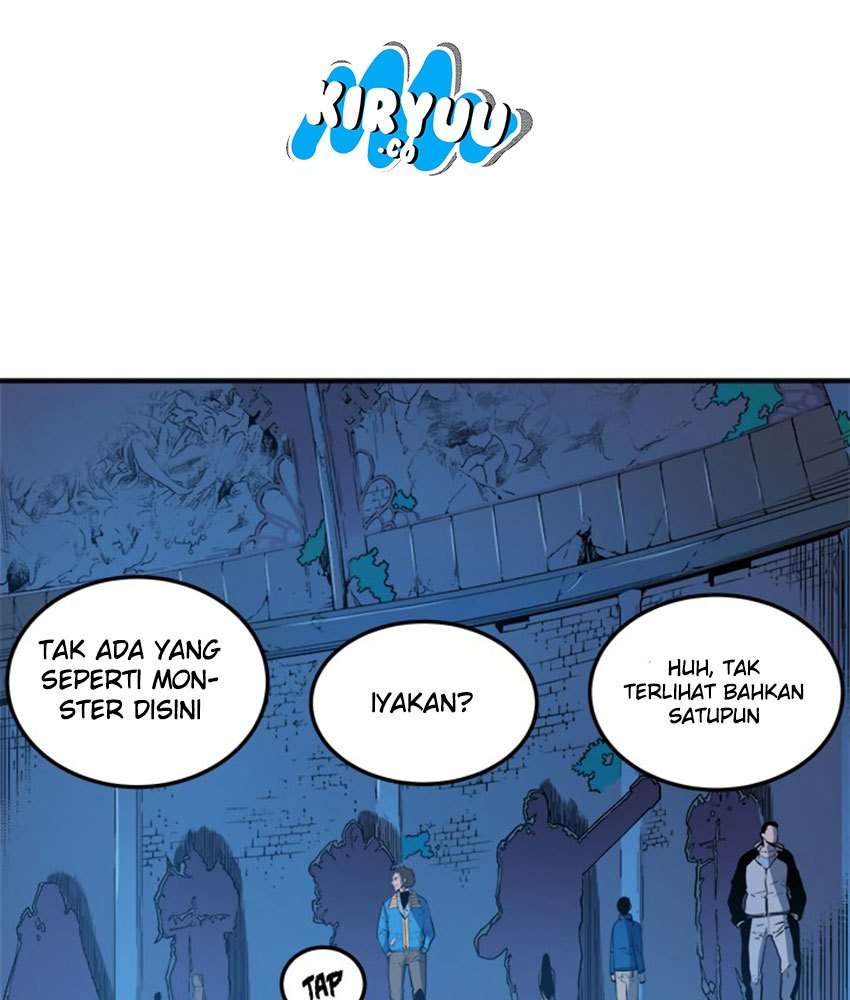 KIRYUU
.CO
TAK ADA YANG
SEPERTI MON-
STER DISINI
IYAKAN?
HUH, TAK
TERLIHAT BAHKAN
SATUPUN
TAP